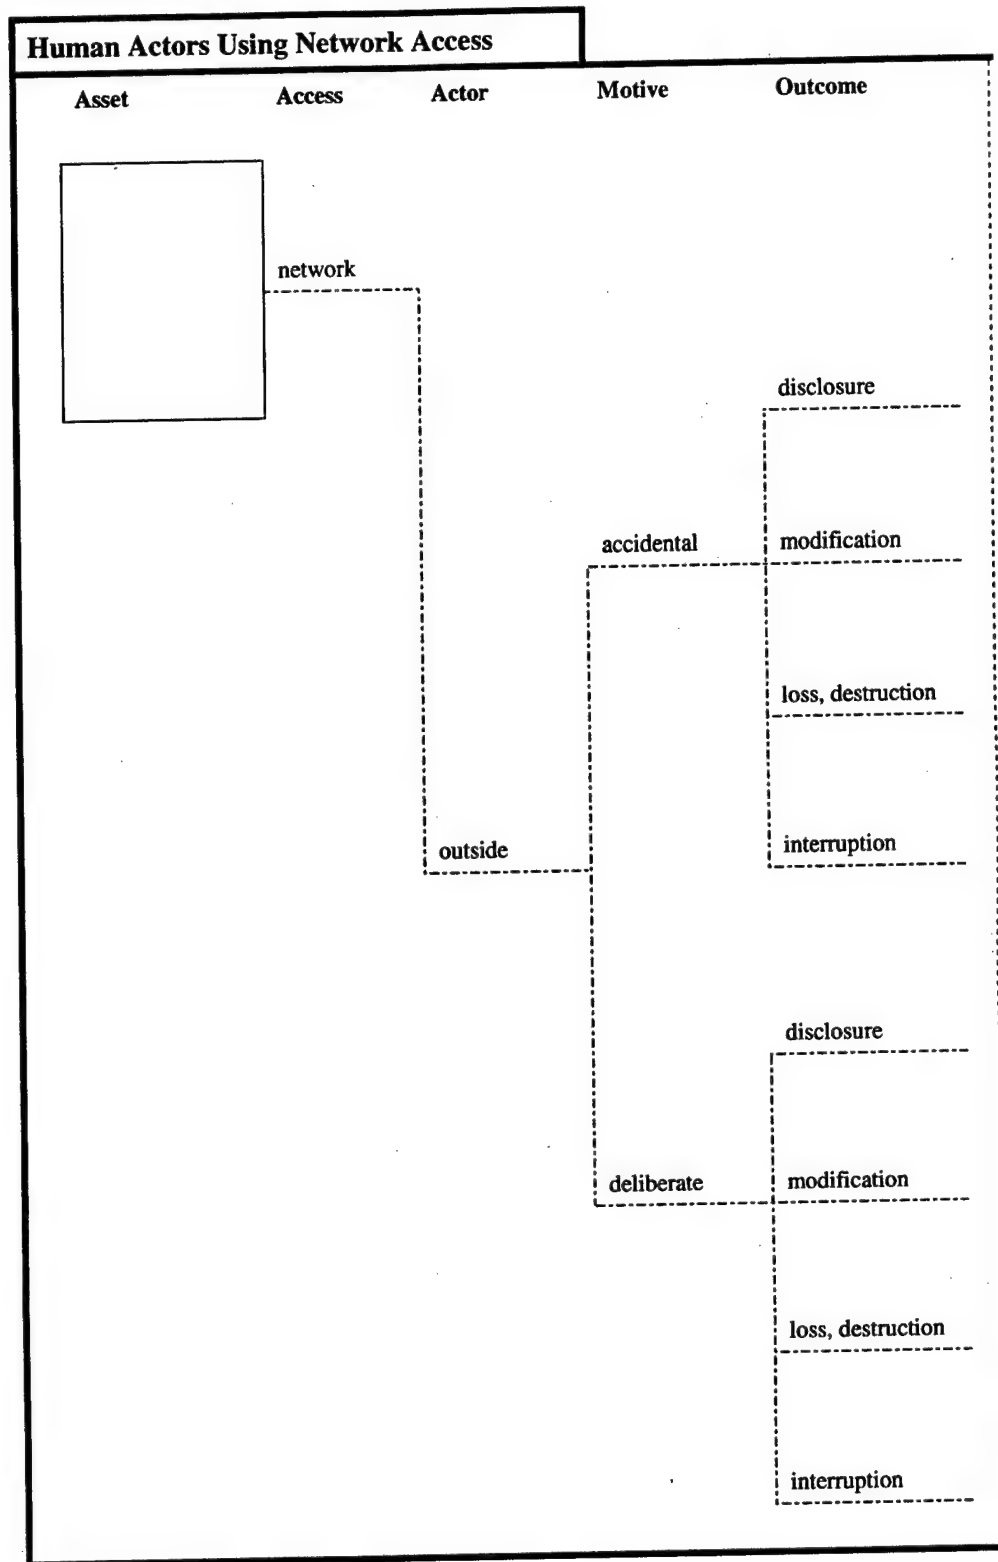 Human Actors Using Network Access
Asset Access Actor Motive Outcome
network
disclosure
accidental modification
loss, destruction
outside interruption
disclosure
deliberate modification
loss, destruction
interruption